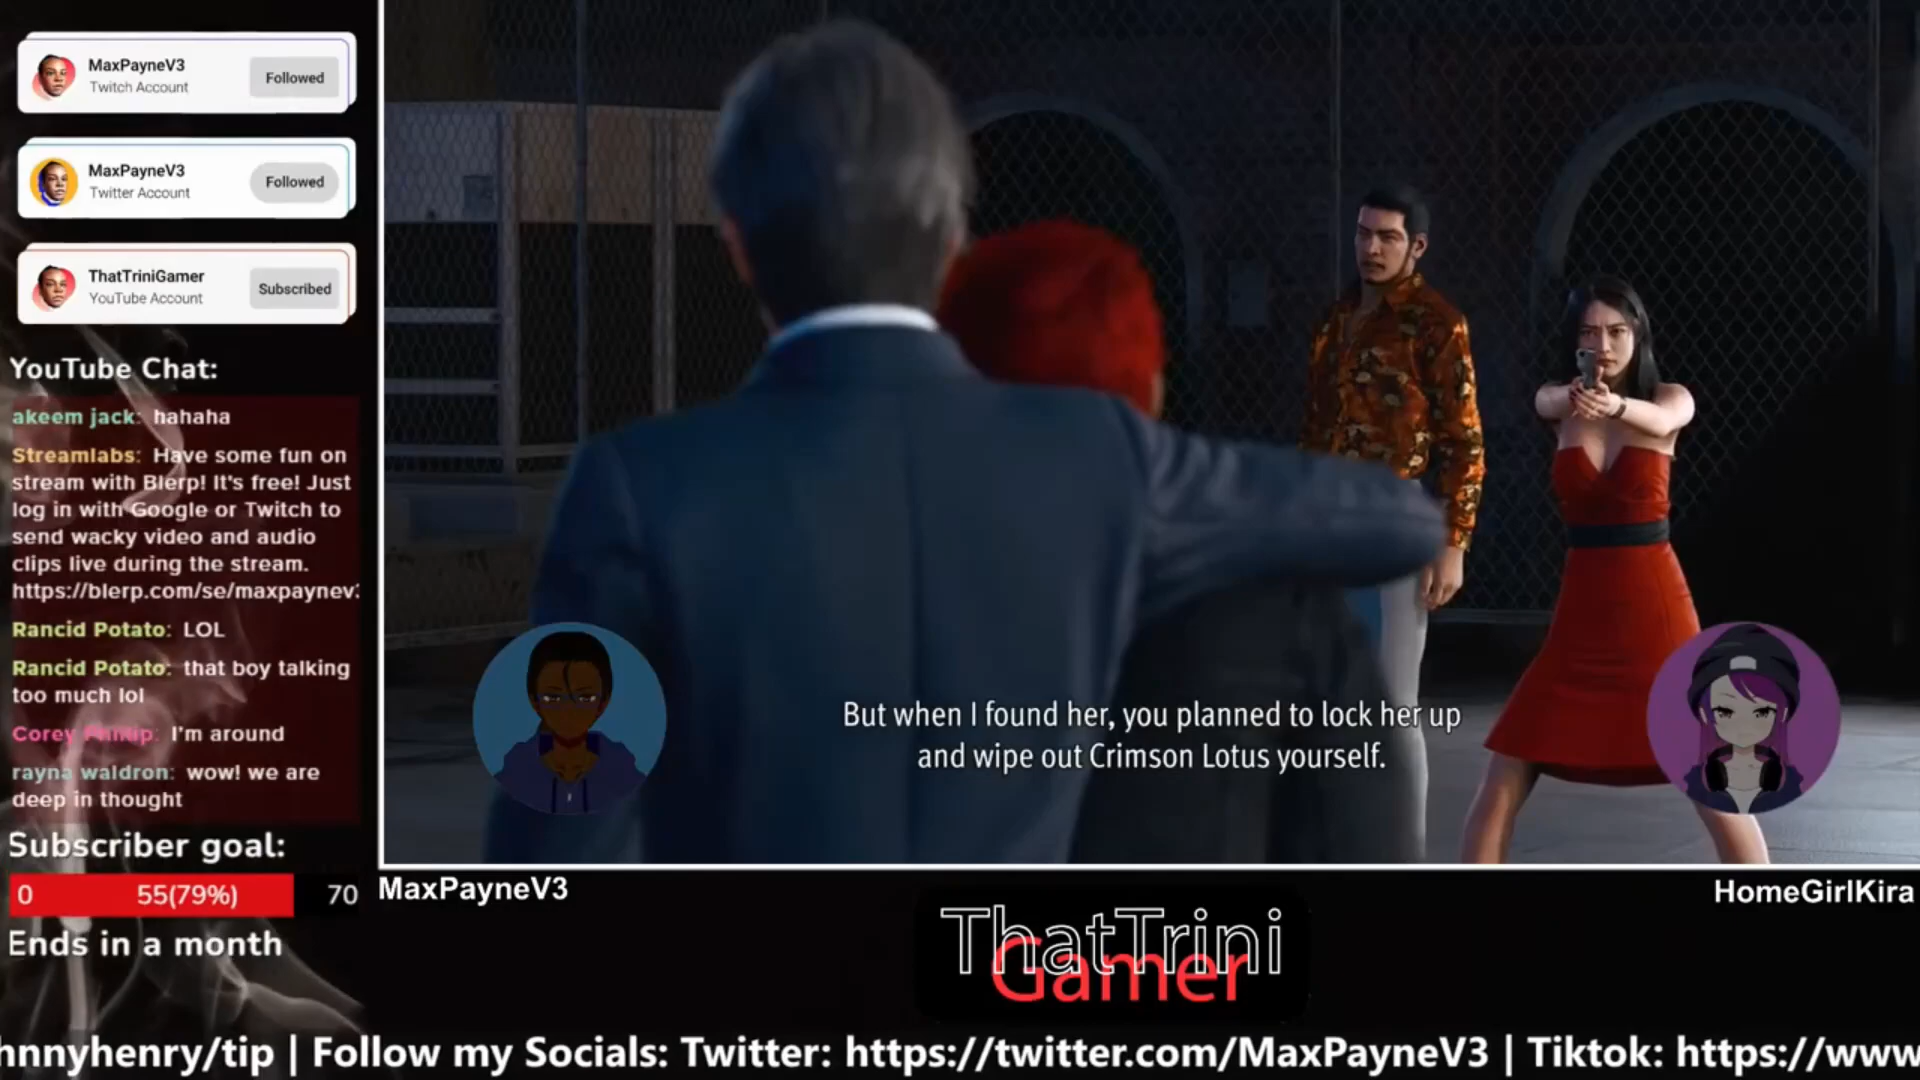 MaxPayneV3
Twitch Account
Followed
MaxPayneV3
Twitter Account
Followed
ThatTriniGamer
YouTube Account
Subscribed
YouTube Chat:
akeem jack: hahaha
Streamlabs: Have some fun on
stream with Blerp! It's free! Just
log in with Google or Twitch to
send wacky video and audio
clips live during the stream.
https://blerp.com/se/maxpaynev
Rancid Potato: LOL
Rancid Potato: that boy talking
too much lol
Corey Phillip: I'm around
rayna waldron: wow! we are
deep in thought
Subscriber goal:
0 55(79%) 70
Ends in a month
But when I found her, you planned to lock her up
and wipe out Crimson Lotus yourself.
MaxPayneV3
HomeGirlKira
ThatTrini
Gamer
hnnyhenry/tip | Follow my Socials: Twitter: https://twitter.com/MaxPayneV3 | Tiktok: https://www